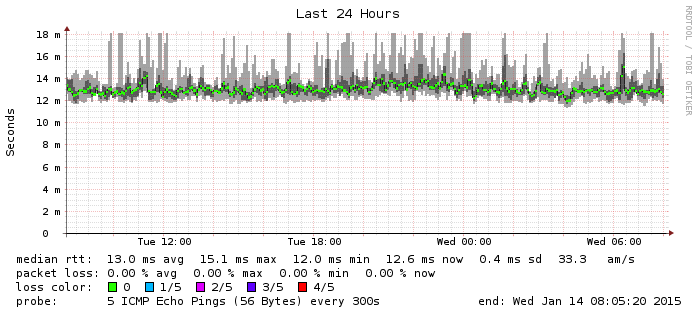 Last 24 Hours
RRDTOOL / TOBI OETIKER
Seconds
18 m
16 m
14 m
12 m
10 m
8 m
6 m
4 m
2 m
0
Tue 12:00 Tue 18:00 Wed 00:00 Wed 06:00
median rtt: 13.0 ms avg 15.1 ms max 12.0 ms min 12.6 ms now 0.4 ms sd 33.3 am/s
packet loss: 0.00 % avg 0.00 % max 0.00 % min 0.00 % now
loss color: 0 1/5 2/5 3/5 4/5
probe: 5 ICMP Echo Pings (56 Bytes) every 300s end: Wed Jan 14 08:05:20 2015